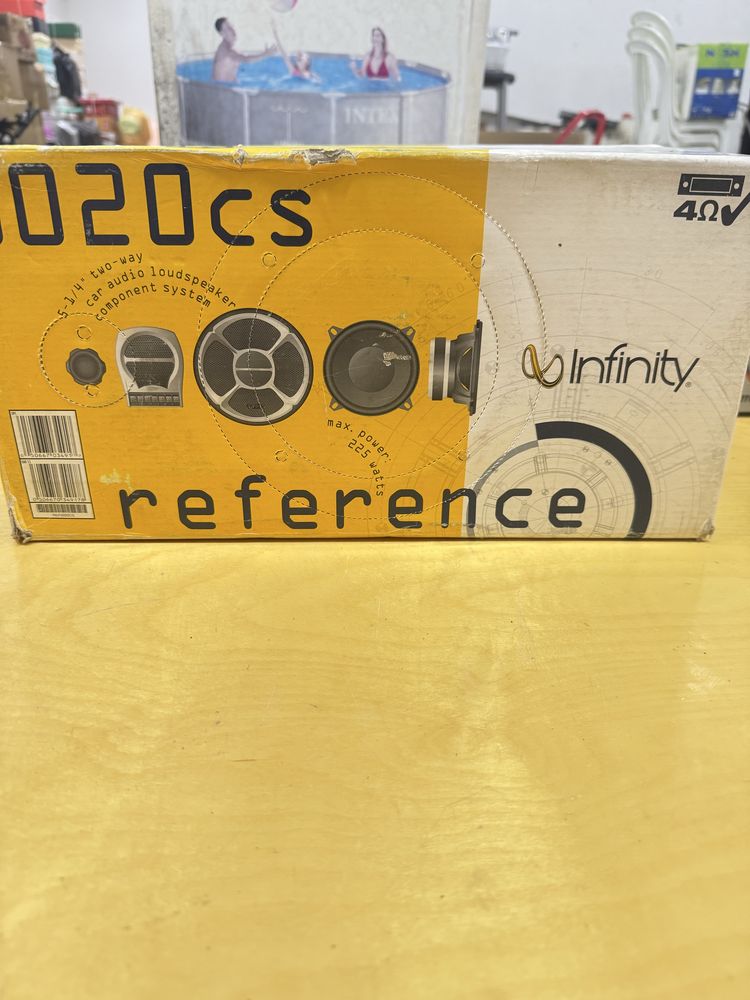 INTEX
020cs
4Ω
5-1/4" two-way
car audio loudspeaker
component system
Infinity
max. power:
225 watts
reference